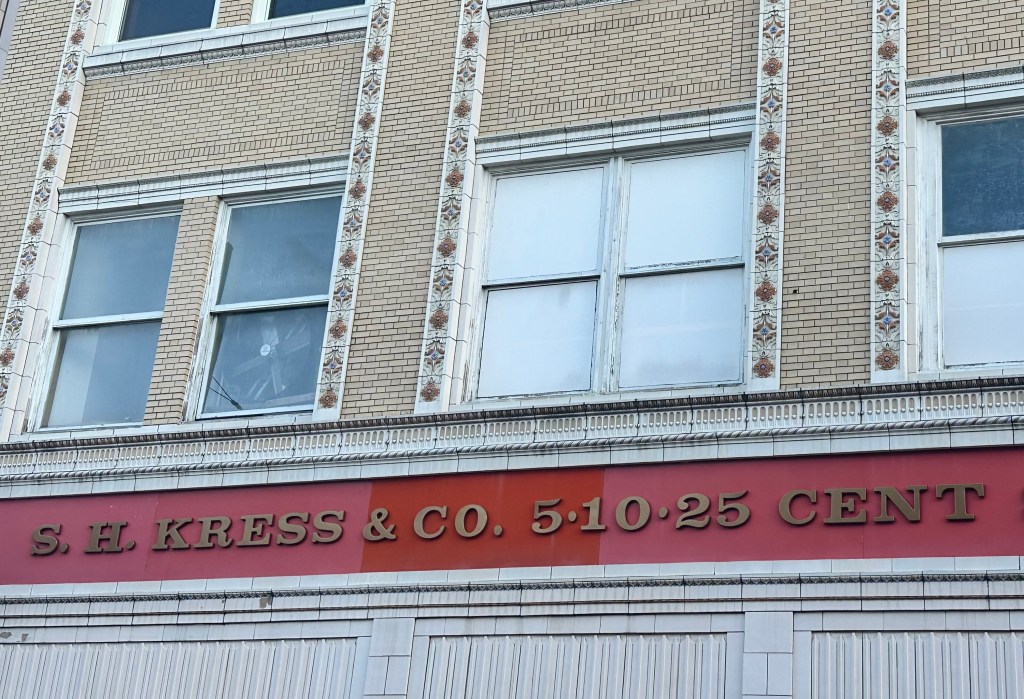 S. H. KRESS & CO. 5·10·25 CENT